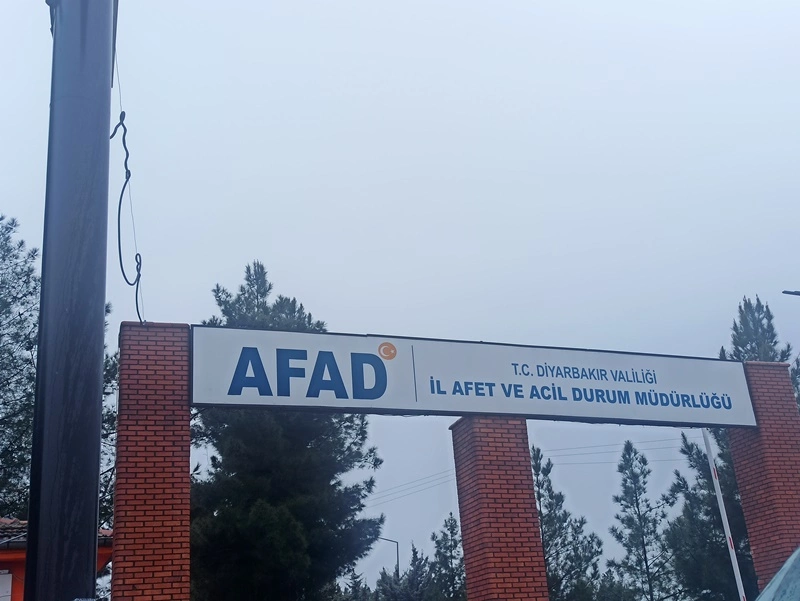 AFAD
T.C. DİYARBAKIR VALİLİĞİ
İL AFET VE ACİL DURUM MÜDÜRLÜĞÜ